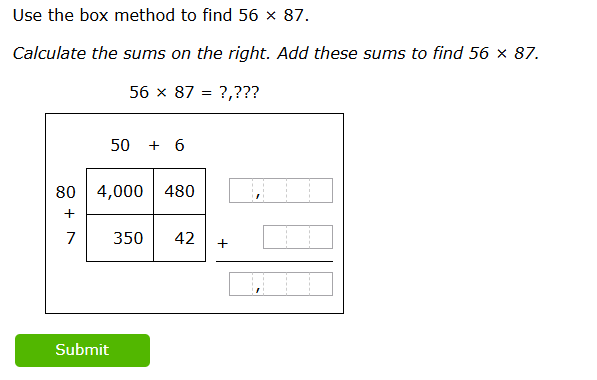 Use the box method to find 56 × 87.
Calculate the sums on the right. Add these sums to find 56 × 87.
56 × 87 = ?,???
50 + 6
80 4,000 480 ,
+
7 350 42 +
,
Submit